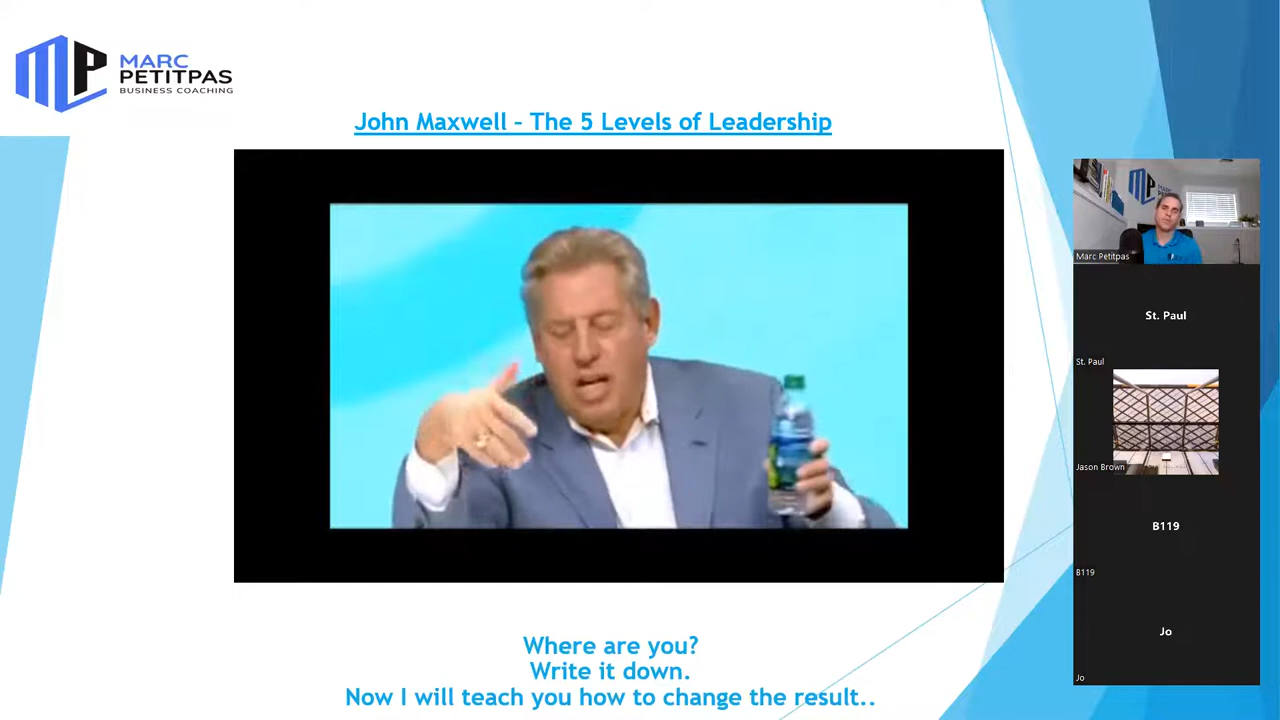 MARC
PETITPAS
BUSINESS COACHING
John Maxwell – The 5 Levels of Leadership
Where are you?
Write it down.
Now I will teach you how to change the result..
MP
MARC
Marc Petitpas
St. Paul
St. Paul
Jason Brown
B119
B119
Jo
Jo